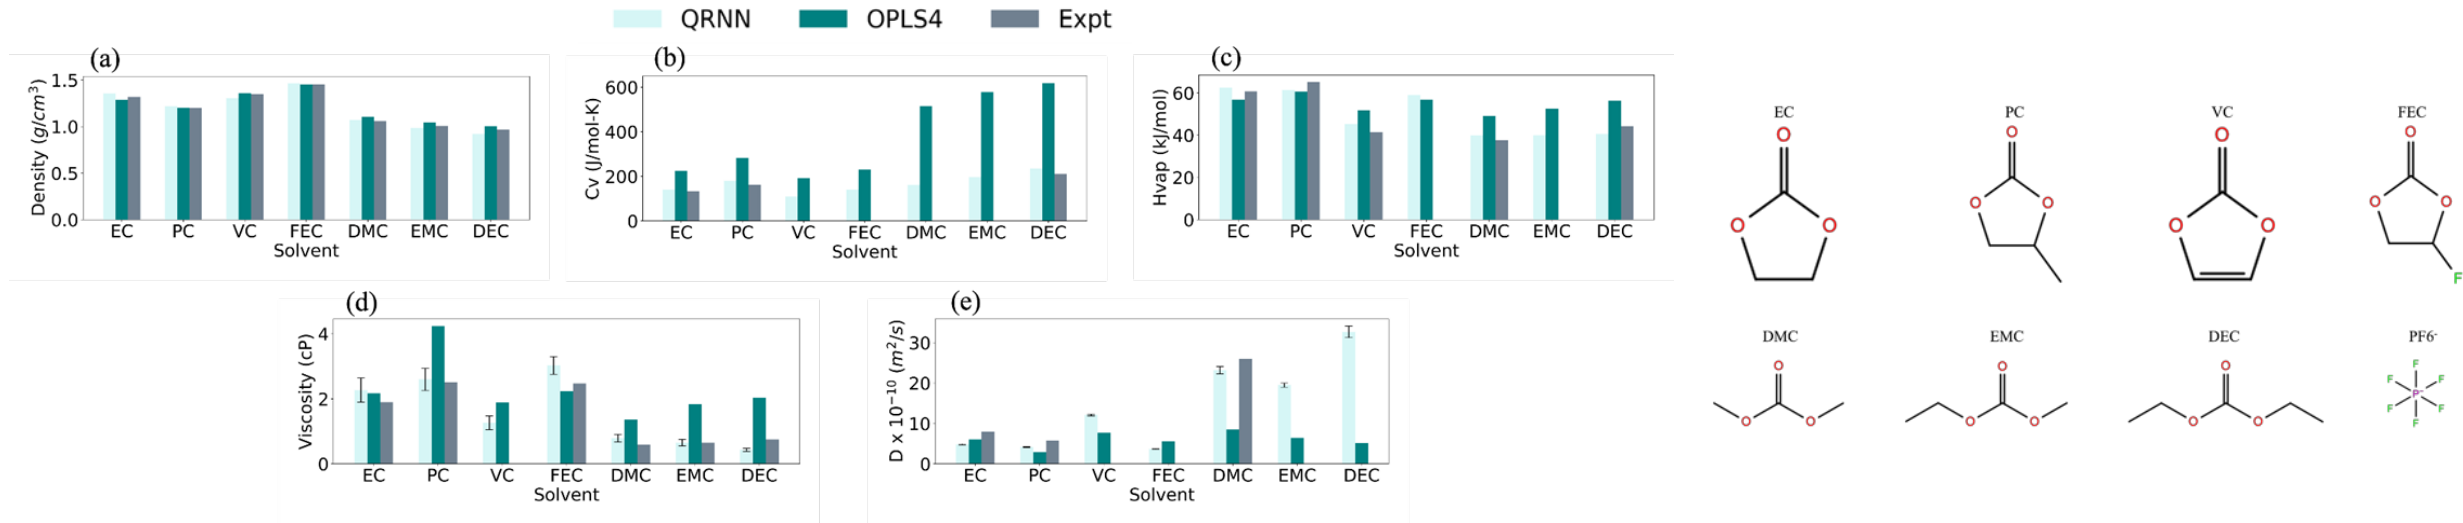 QRNN OPLS4 Expt
(a)
Density (g/cm³)
1.5
1.0
0.5
0.0
EC PC VC FEC DMC EMC DEC
Solvent
(b)
Cv (J/mol-K)
600
400
200
0
EC PC VC FEC DMC EMC DEC
Solvent
(c)
Hvap (kJ/mol)
60
40
20
0
EC PC VC FEC DMC EMC DEC
Solvent
(d)
Viscosity (cP)
4
2
0
EC PC VC FEC DMC EMC DEC
Solvent
(e)
D x 10⁻¹⁰ (m²/s)
30
20
10
0
EC PC VC FEC DMC EMC DEC
Solvent
EC
O
O O
PC
O
O O
VC
O
O O
FEC
O
O O
F
DMC
O
O O
EMC
O
O O
DEC
O
O O
PF6⁻
F
F F
P⁻
F F
F